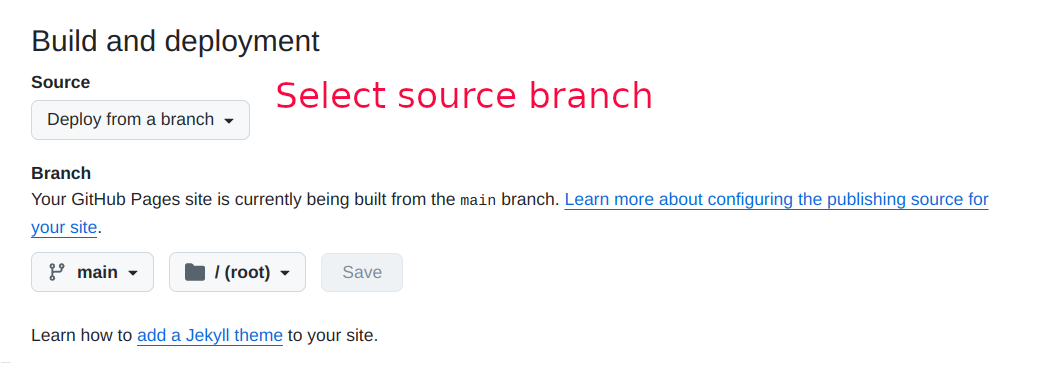 Build and deployment
Source
Select source branch
Deploy from a branch
Branch
Your GitHub Pages site is currently being built from the main branch. Learn more about configuring the publishing source for
your site.
main
/ (root)
Save
Learn how to add a Jekyll theme to your site.